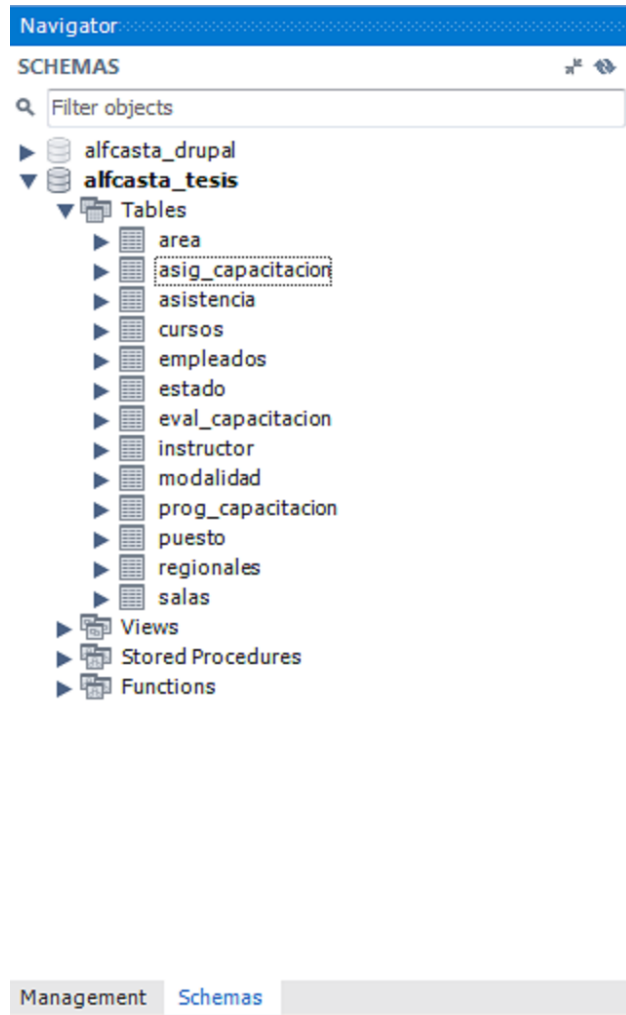 Navigator
SCHEMAS
Filter objects
alfcasta_drupal
alfcasta_tesis
Tables
area
asig_capacitacion
asistencia
cursos
empleados
estado
eval_capacitacion
instructor
modalidad
prog_capacitacion
puesto
regionales
salas
Views
Stored Procedures
Functions
Management Schemas